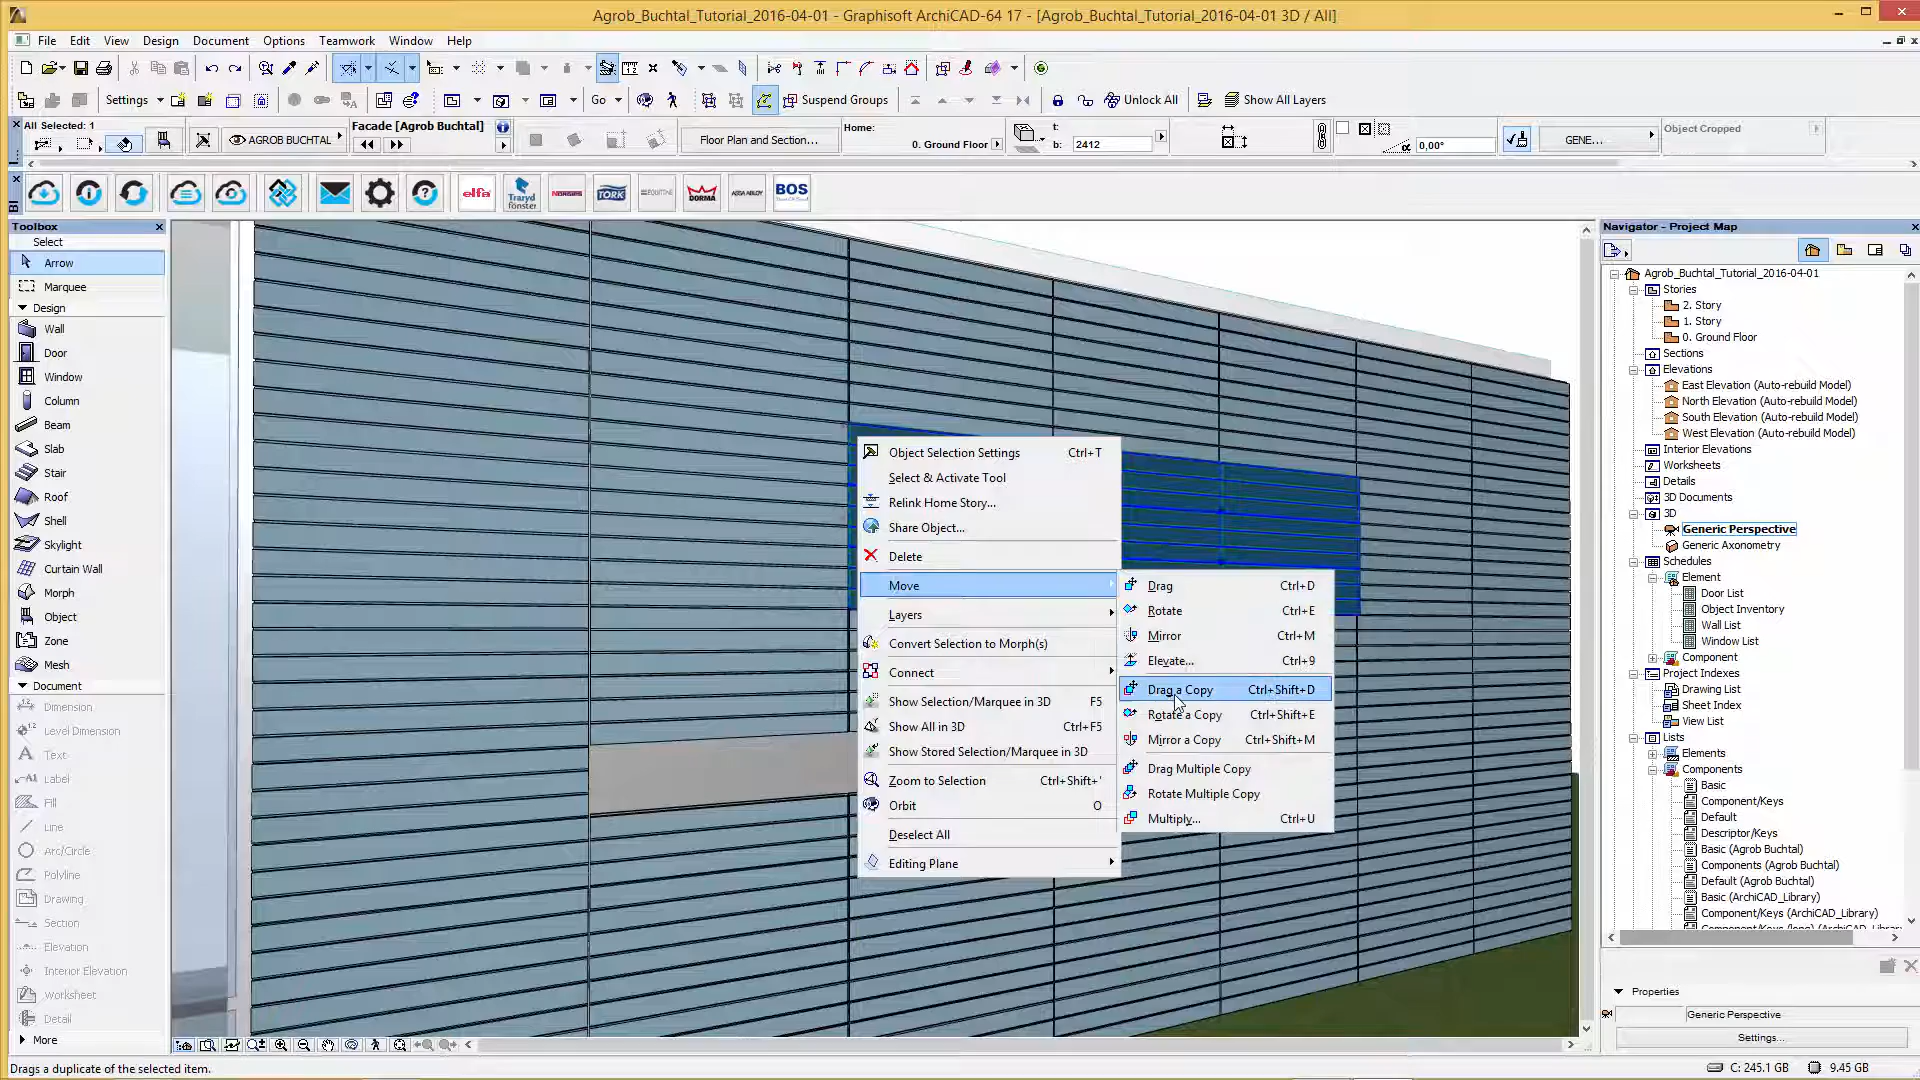 Agrob_Buchtal_Tutorial_2016-04-01 - Graphisoft ArchiCAD-64 17 - [Agrob_Buchtal_Tutorial_2016-04-01 3D / All]
File Edit View Design Document Options Teamwork Window Help
Settings Go Suspend Groups Unlock All Show All Layers
All Selected: 1
AGROB BUCHTAL
Facade [Agrob Buchtal]
Floor Plan and Section...
Home:
0. Ground Floor
t:
b: 2412
0,00°
GENE...
Object Cropped
elfa Traryd fönster NORGIPS TORK DORMA ASSA ABLOY BOS
Toolbox
Select
Arrow
Marquee
Design
Wall
Door
Window
Column
Beam
Slab
Stair
Roof
Shell
Skylight
Curtain Wall
Morph
Object
Zone
Mesh
Document
Dimension
Level Dimension
Text
Label
Fill
Line
Arc/Circle
Polyline
Drawing
Section
Elevation
Interior Elevation
Worksheet
Detail
More
Object Selection Settings Ctrl+T
Select & Activate Tool
Relink Home Story...
Share Object...
Delete
Move
Layers
Convert Selection to Morph(s)
Connect
Show Selection/Marquee in 3D F5
Show All in 3D Ctrl+F5
Show Stored Selection/Marquee in 3D
Zoom to Selection Ctrl+Shift+'
Orbit O
Deselect All
Editing Plane
Drag Ctrl+D
Rotate Ctrl+E
Mirror Ctrl+M
Elevate... Ctrl+9
Drag a Copy Ctrl+Shift+D
Rotate a Copy Ctrl+Shift+E
Mirror a Copy Ctrl+Shift+M
Drag Multiple Copy
Rotate Multiple Copy
Multiply... Ctrl+U
Navigator - Project Map
Agrob_Buchtal_Tutorial_2016-04-01
Stories
2. Story
1. Story
0. Ground Floor
Sections
Elevations
East Elevation (Auto-rebuild Model)
North Elevation (Auto-rebuild Model)
South Elevation (Auto-rebuild Model)
West Elevation (Auto-rebuild Model)
Interior Elevations
Worksheets
Details
3D Documents
3D
Generic Perspective
Generic Axonometry
Schedules
Element
Door List
Object Inventory
Wall List
Window List
Component
Project Indexes
Drawing List
Sheet Index
View List
Lists
Elements
Components
Basic
Component/Keys
Default
Descriptor/Keys
Basic (Agrob Buchtal)
Components (Agrob Buchtal)
Default (Agrob Buchtal)
Basic (ArchiCAD_Library)
Component/Keys (ArchiCAD_Library)
Properties
Generic Perspective
Settings...
Drags a duplicate of the selected item.
C: 245.1 GB 9.45 GB